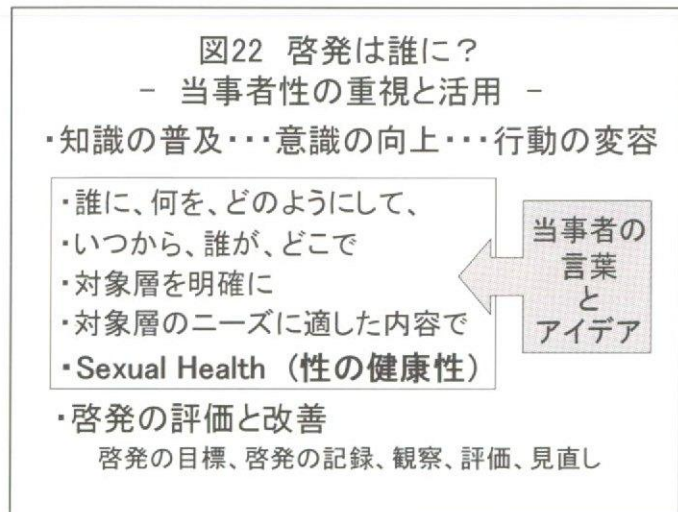 図22 啓発は誰に？
- 当事者性の重視と活用 -
・知識の普及・・・意識の向上・・・行動の変容
・誰に、何を、どのようにして、
・いつから、誰が、どこで
・対象層を明確に
・対象層のニーズに適した内容で
・Sexual Health （性の健康性）
当事者の
言葉
と
アイデア
・啓発の評価と改善
啓発の目標、啓発の記録、観察、評価、見直し